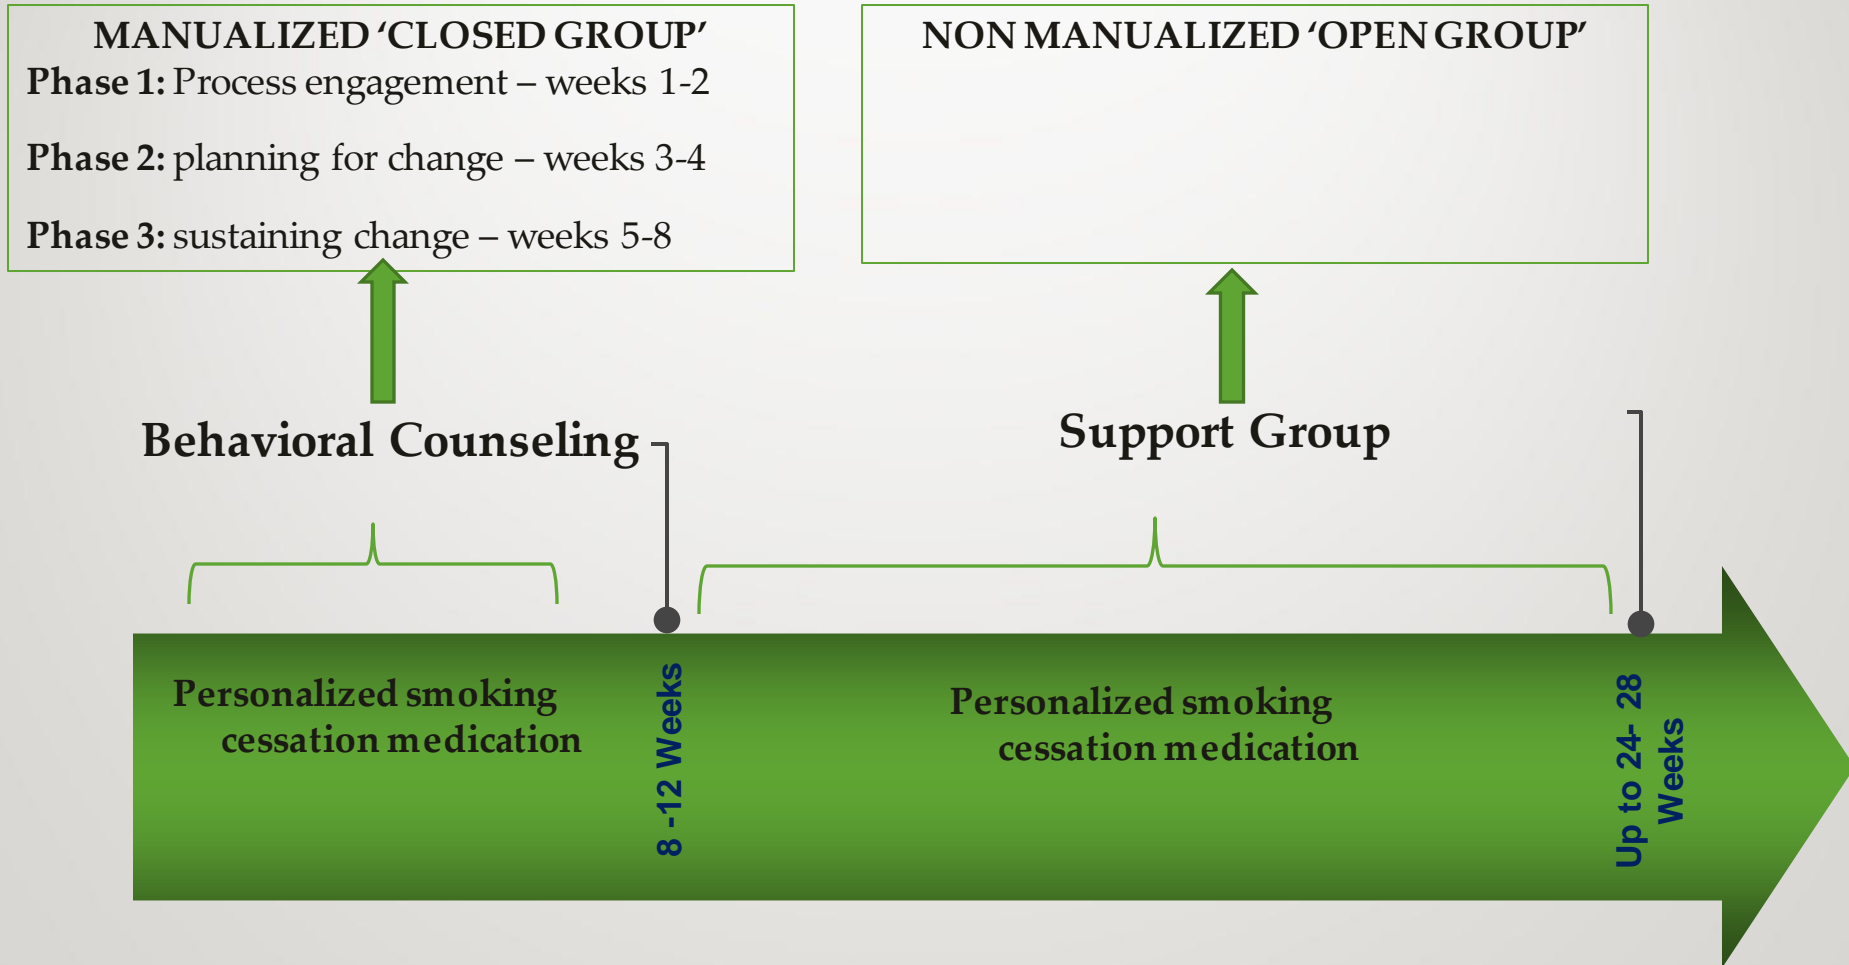 MANUALIZED ‘CLOSED GROUP’
Phase 1: Process engagement – weeks 1-2
Phase 2: planning for change – weeks 3-4
Phase 3: sustaining change – weeks 5-8
NON MANUALIZED ‘OPEN GROUP’
Behavioral Counseling
Support Group
Personalized smoking
cessation medication
8 -12 Weeks
Personalized smoking
cessation medication
Up to 24- 28
Weeks